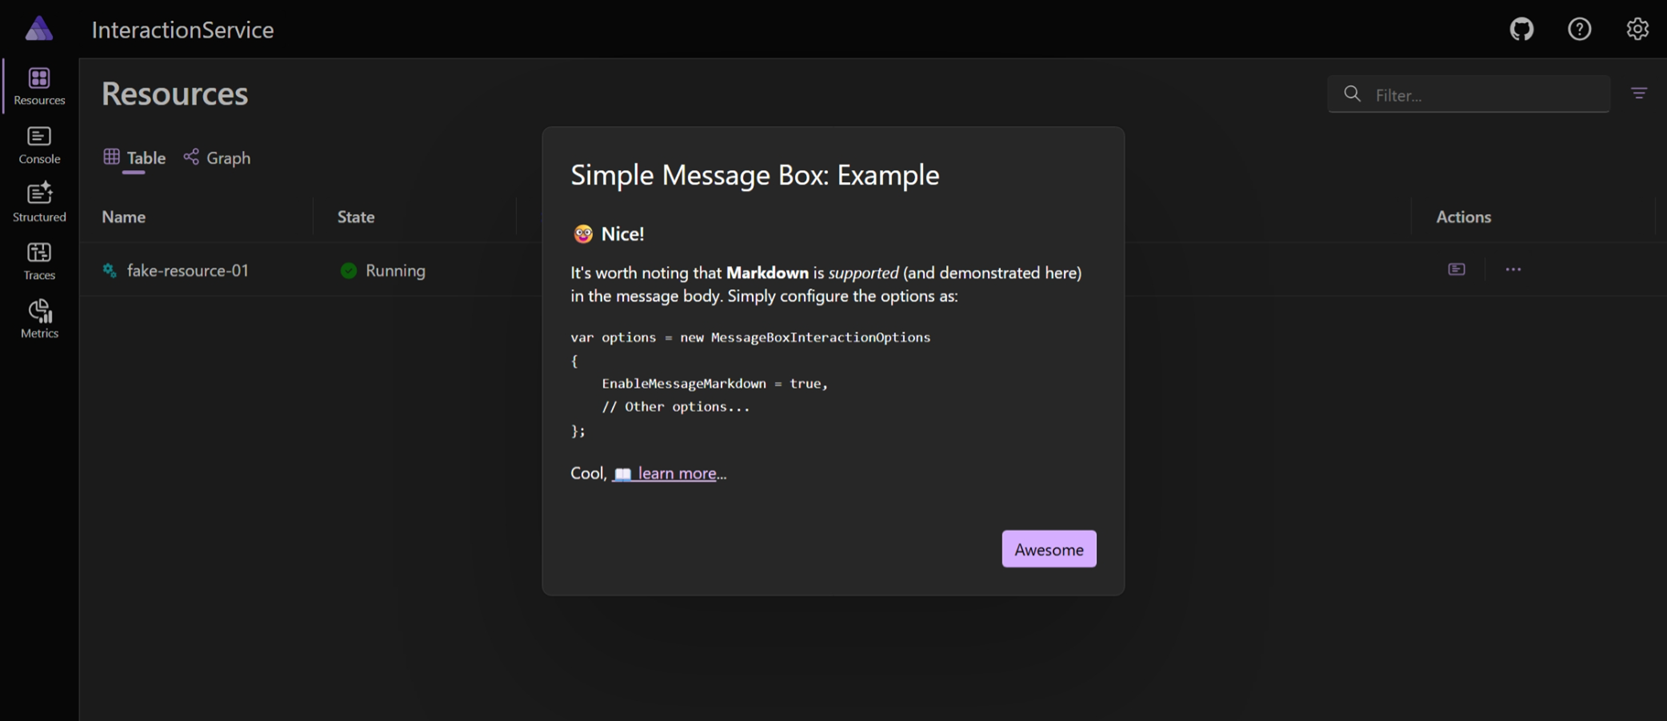 InteractionService
Resources
Resources
Filter...
Console
Table
Graph
Structured
Name
State
Actions
fake-resource-01
Running
Traces
Metrics
Simple Message Box: Example
🤡 Nice!
It's worth noting that Markdown is supported (and demonstrated here)
in the message body. Simply configure the options as:
var options = new MessageBoxInteractionOptions
{
    EnableMessageMarkdown = true,
    // Other options...
};
Cool, 📖 learn more...
Awesome